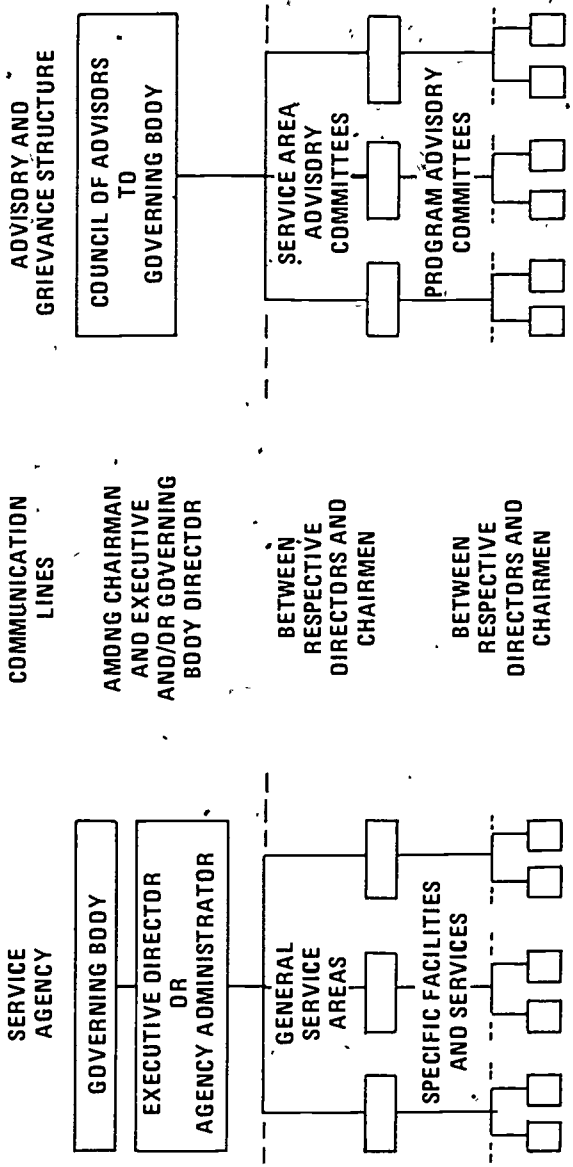 SERVICE
AGENCY
GOVERNING BODY
EXECUTIVE DIRECTOR
OR
AGENCY ADMINISTRATOR
GENERAL
SERVICE
AREAS
SPECIFIC FACILITIES
AND SERVICES
COMMUNICATION
LINES
AMONG CHAIRMAN
AND EXECUTIVE
AND/OR GOVERNING
BODY DIRECTOR
BETWEEN
RESPECTIVE
DIRECTORS AND
CHAIRMEN
BETWEEN
RESPECTIVE
DIRECTORS AND
CHAIRMEN
ADVISORY AND
GRIEVANCE STRUCTURE
COUNCIL OF ADVISORS
TO
GOVERNING BODY
SERVICE AREA
ADVISORY
COMMITTEES
PROGRAM ADVISORY
COMMITTEES